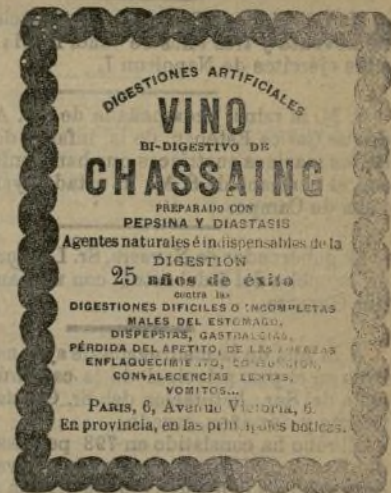 DIGESTIONES ARTIFICIALES
VINO
BI-DIGESTIVO DE
CHASSAING
PREPARADO CON
PEPSINA Y DIASTASIS
Agentes naturales é indispensables de la
DIGESTION
25 años de éxito
contra las
DIGESTIONES DIFICILES O INCOMPLETAS
MALES DEL ESTOMAGO,
DISPEPSIAS, GASTRALGIAS,
PÉRDIDA DEL APETITO, DE LAS FUERZAS
ENFLAQUECIMIENTO, CONSUNCION,
CONVALECENCIAS LENTAS,
VOMITOS...
PARIS, 6, Avenue Victoria, 6.
En provincia, en las principales boticas.